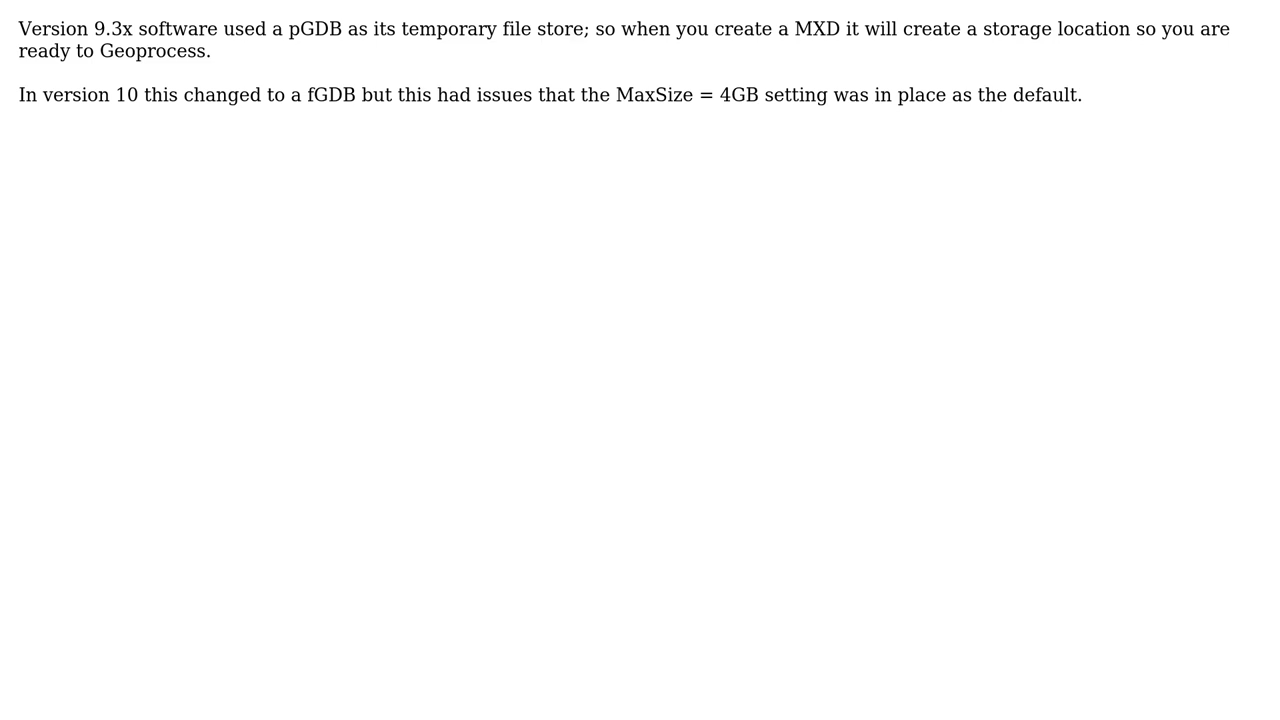 Version 9.3x software used a pGDB as its temporary file store; so when you create a MXD it will create a storage location so you are
ready to Geoprocess.
In version 10 this changed to a fGDB but this had issues that the MaxSize = 4GB setting was in place as the default.